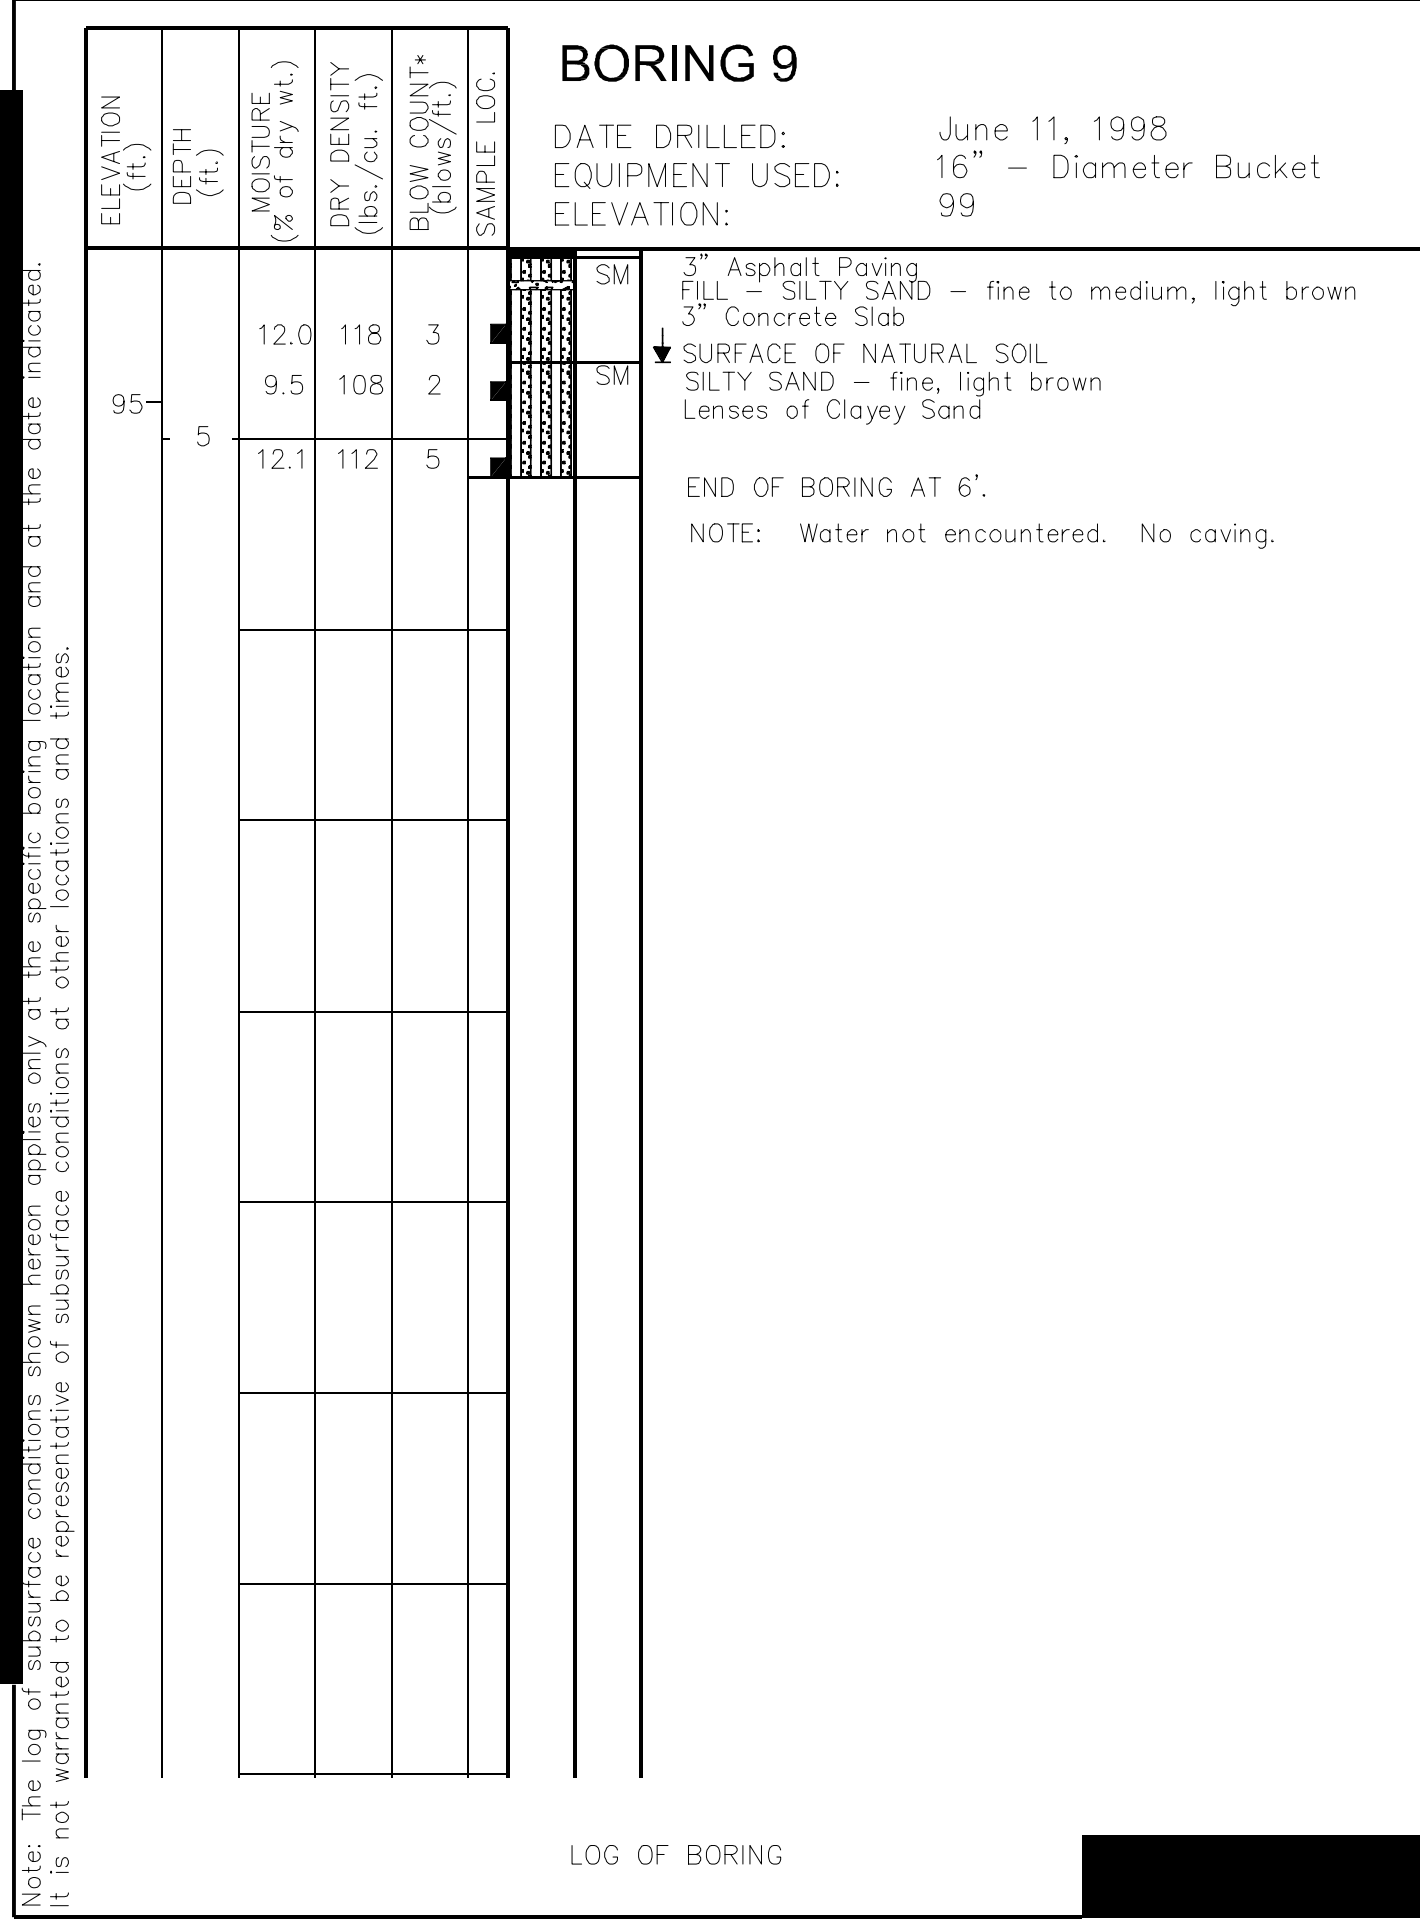 BORING 9
DATE DRILLED: June 11, 1998
EQUIPMENT USED: 16" – Diameter Bucket
ELEVATION: 99
ELEVATION
(ft.)
DEPTH
(ft.)
MOISTURE
(% of dry wt.)
DRY DENSITY
(lbs./cu. ft.)
BLOW COUNT*
(blows/ft.)
SAMPLE LOC.
SM 3" Asphalt Paving
FILL – SILTY SAND – fine to medium, light brown
3" Concrete Slab
12.0 118 3
SURFACE OF NATURAL SOIL
9.5 108 2 SM SILTY SAND – fine, light brown
95 Lenses of Clayey Sand
5
12.1 112 5
END OF BORING AT 6'.
NOTE: Water not encountered. No caving.
Note: The log of subsurface conditions shown hereon applies only at the specific boring location and at the date indicated.
It is not warranted to be representative of subsurface conditions at other locations and times.
LOG OF BORING